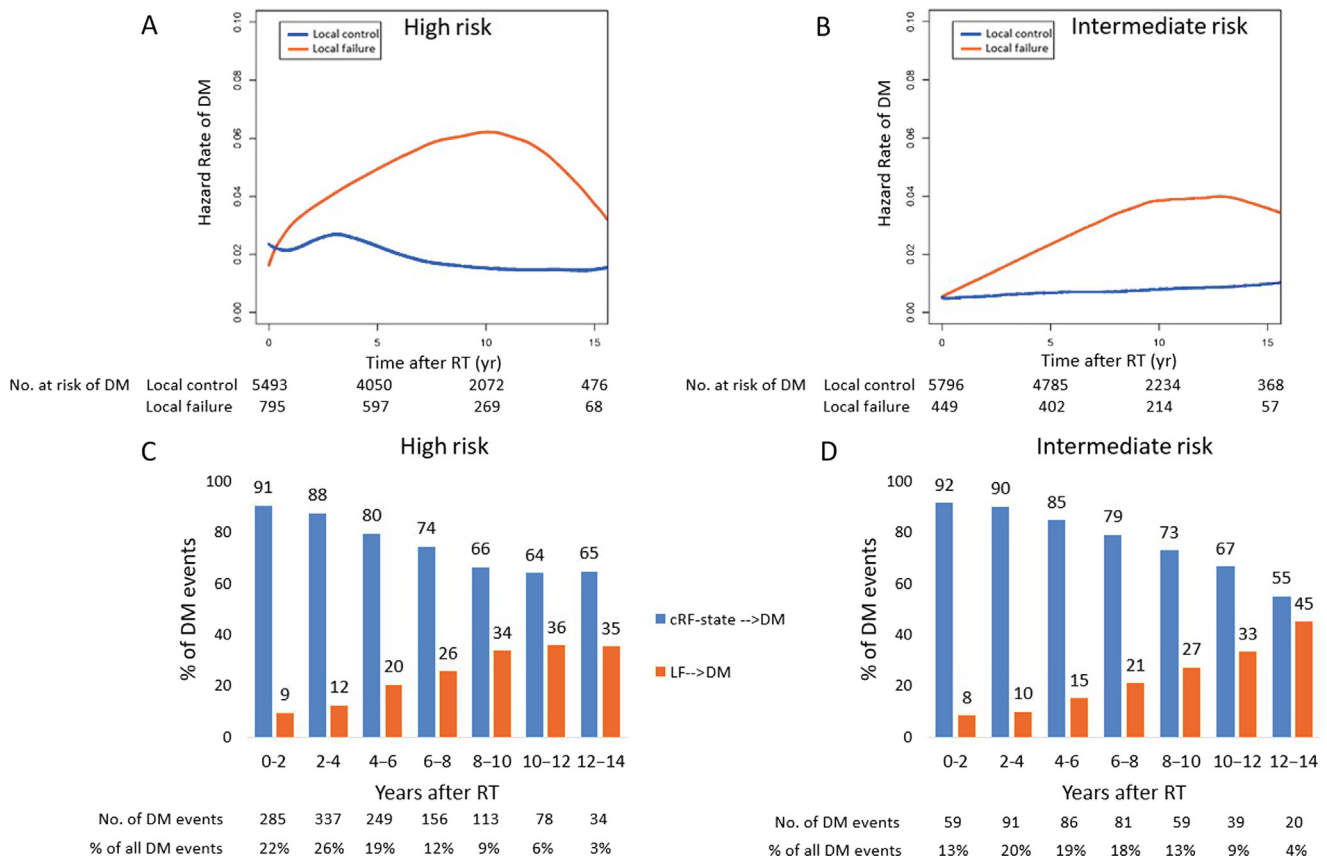 A
High risk
Local control
Local failure
Hazard Rate of DM
0.10
0.08
0.06
0.04
0.02
0.00
0 5 10 15
Time after RT (yr)
No. at risk of DM Local control 5493 4050 2072 476
Local failure 795 597 269 68
B
Intermediate risk
Local control
Local failure
Hazard Rate of DM
0.10
0.08
0.06
0.04
0.02
0.00
0 5 10 15
Time after RT (yr)
No. at risk of DM Local control 5796 4785 2234 368
Local failure 449 402 214 57
C
High risk
% of DM events
100
80
60
40
20
0
91 88 80 74 66 64 65
9 12 20 26 34 36 35
0-2 2-4 4–6 6–8 8–10 10–12 12–14
Years after RT
No. of DM events 285 337 249 156 113 78 34
% of all DM events 22% 26% 19% 12% 9% 6% 3%
cRF-state -->DM
LF-->DM
D
Intermediate risk
% of DM events
100
80
60
40
20
0
92 90 85 79 73 67 55
8 10 15 21 27 33 45
0-2 2-4 4–6 6–8 8–10 10–12 12–14
Years after RT
No. of DM events 59 91 86 81 59 39 20
% of all DM events 13% 20% 19% 18% 13% 9% 4%